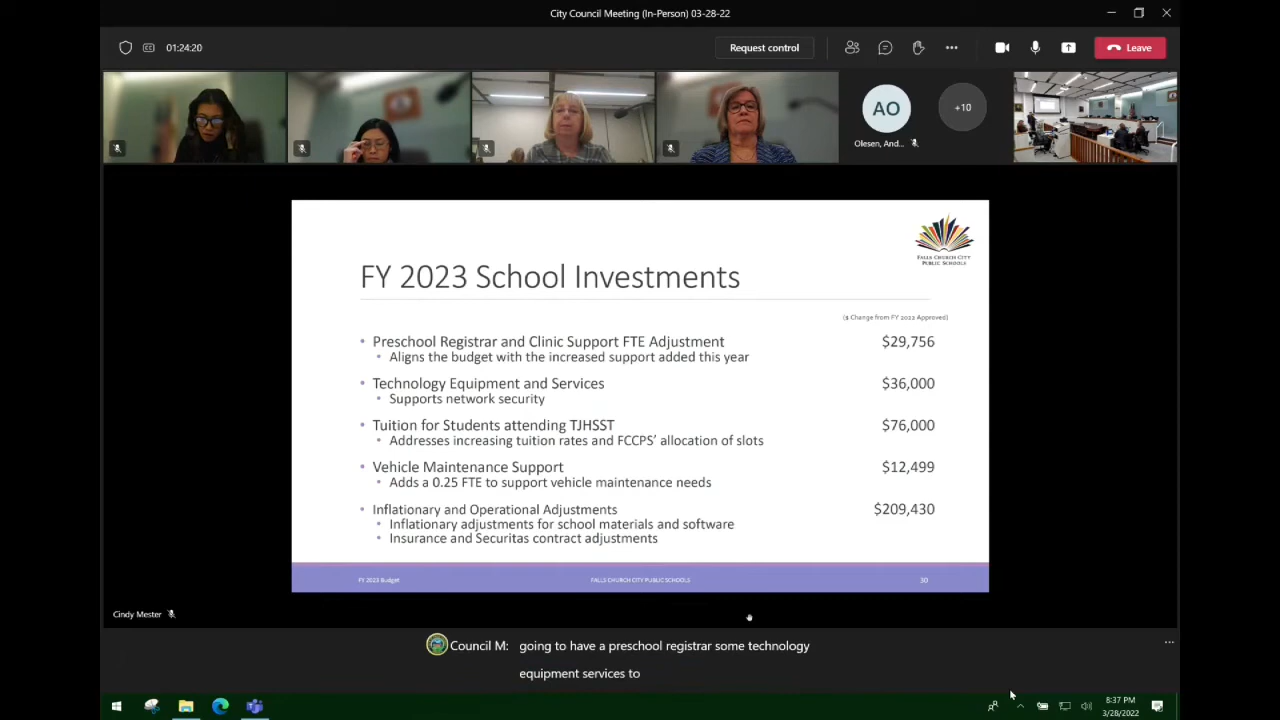 City Council Meeting (In-Person) 03-28-22
01:24:20
Request control
Leave
AO
+10
Olesen, And...
FALLS CHURCH CITY
PUBLIC SCHOOLS
FY 2023 School Investments
($ Change from FY 2022 Approved)
• Preschool Registrar and Clinic Support FTE Adjustment $29,756
• Aligns the budget with the increased support added this year
• Technology Equipment and Services $36,000
• Supports network security
• Tuition for Students attending TJHSST $76,000
• Addresses increasing tuition rates and FCCPS' allocation of slots
• Vehicle Maintenance Support $12,499
• Adds a 0.25 FTE to support vehicle maintenance needs
• Inflationary and Operational Adjustments $209,430
• Inflationary adjustments for school materials and software
• Insurance and Securitas contract adjustments
FY 2023 Budget FALLS CHURCH CITY PUBLIC SCHOOLS 30
Cindy Mester
Council M: going to have a preschool registrar some technology
equipment services to
8:37 PM
3/28/2022